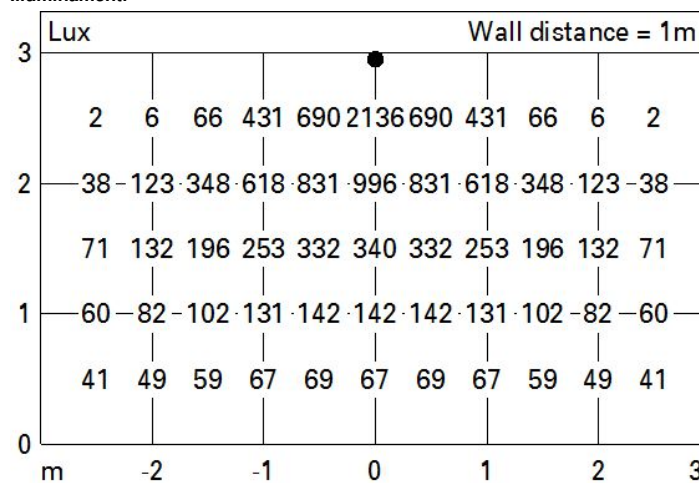 Lux Wall distance = 1m
3
2 6 66 431 690 2136 690 431 66 6 2
2 38 123 348 618 831 996 831 618 348 123 38
71 132 196 253 332 340 332 253 196 132 71
1 60 82 102 131 142 142 142 131 102 82 60
41 49 59 67 69 67 69 67 59 49 41
0
m -2 -1 0 1 2 3